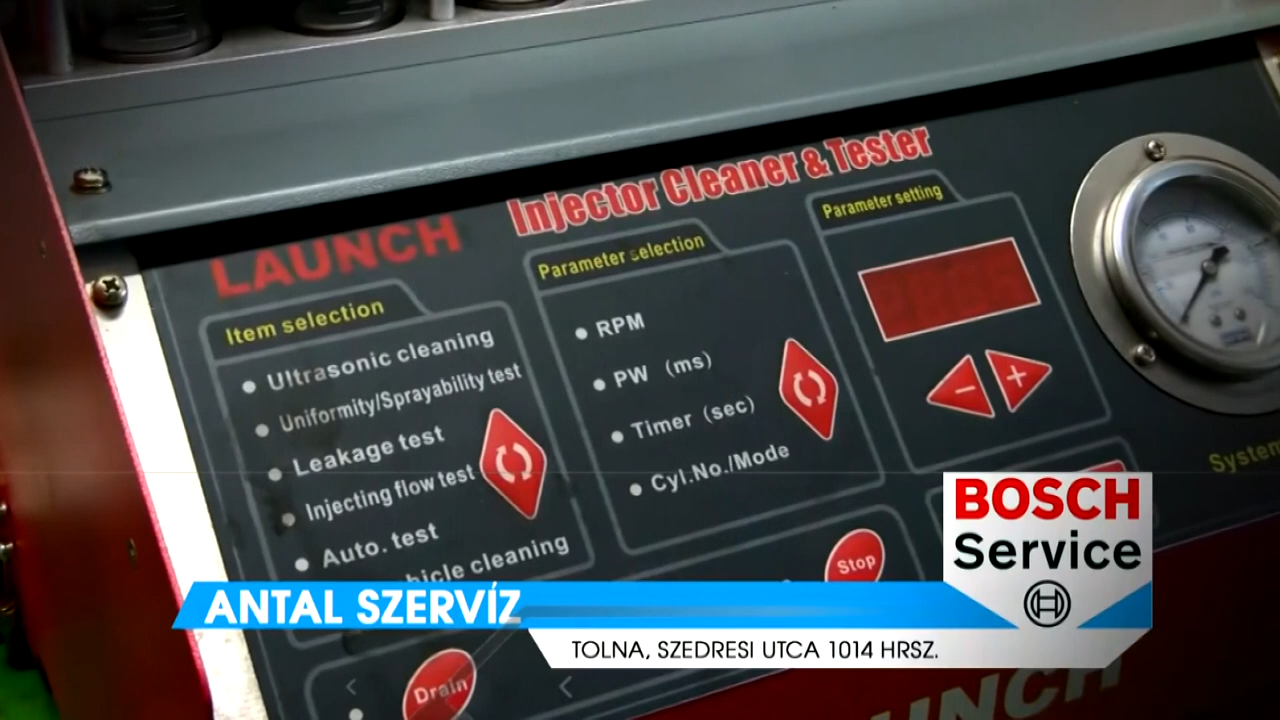 Injector Cleaner & Tester
LAUNCH
Item selection
Ultrasonic cleaning
Uniformity/Sprayability test
Leakage test
Injecting flow test
Auto. test
cleaning
Parameter selection
RPM
PW (ms)
Timer (sec)
Cyl.No./Mode
Parameter setting
System
Stop
Drain
BOSCH
Service
ANTAL SZERVÍZ
TOLNA, SZEDRESI UTCA 1014 HRSZ.